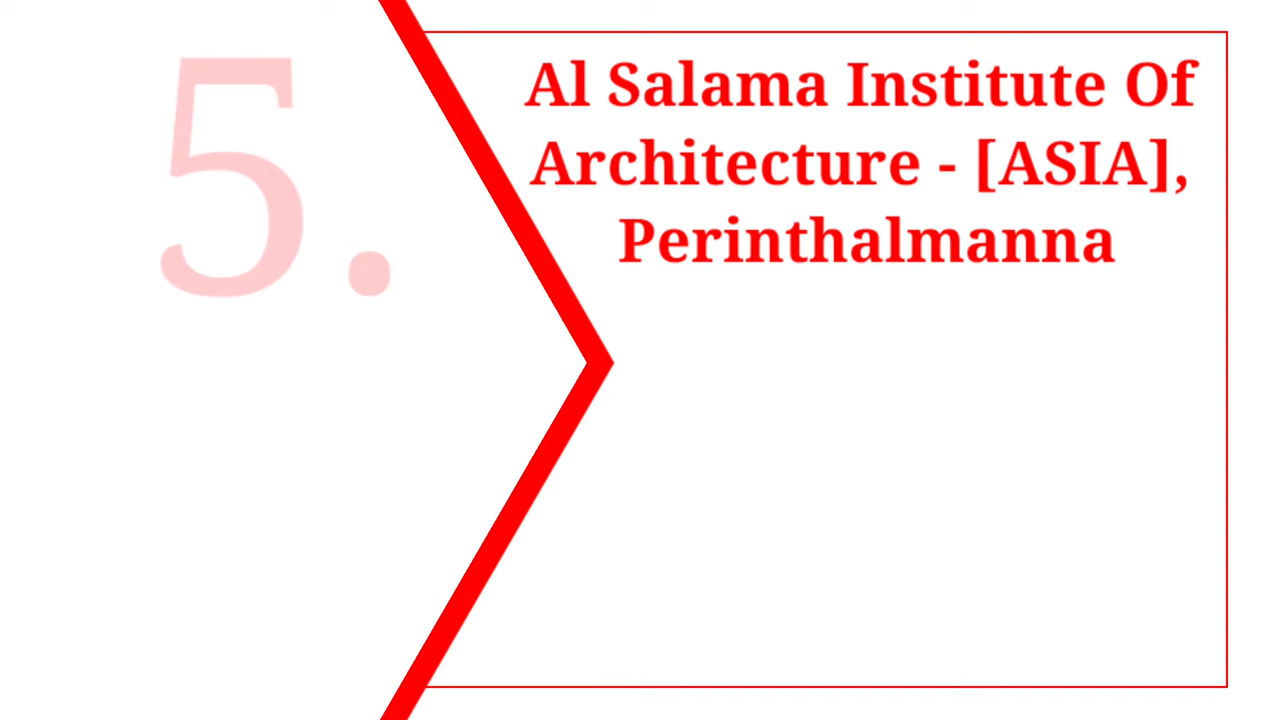 5.
Al Salama Institute Of
Architecture - [ASIA],
Perinthalmanna